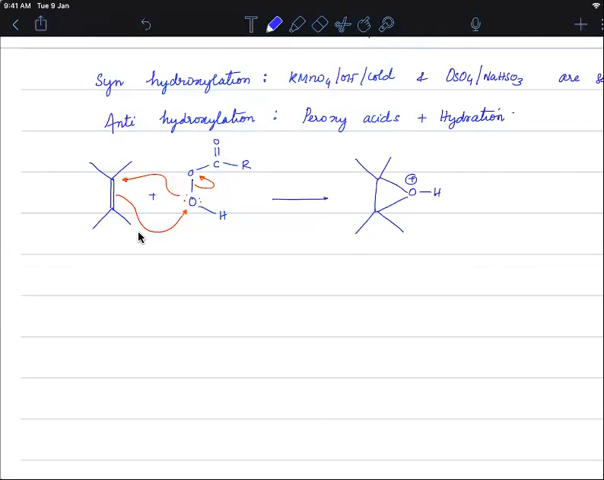 9:41 AM Tue 9 Jan
Syn hydroxylation : KMnO4/OH⁻/cold & OsO4/NaHSO3 are
Anti hydroxylation : Peroxy acids + Hydration.
O
O C R
+ :O: H
⊕
O H